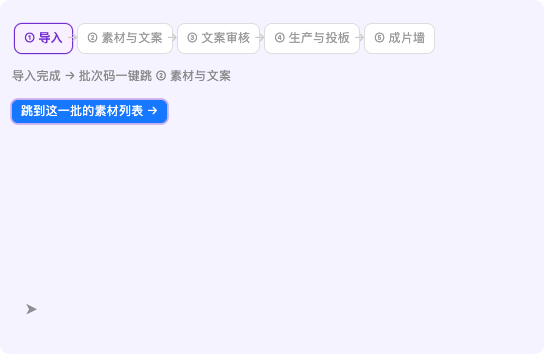 ① 导入 → ② 素材与文案 → ③ 文案审核 → ④ 生产与投板 → ⑤ 成片墙
导入完成 → 批次码一键跳 ② 素材与文案
跳到这一批的素材列表 →